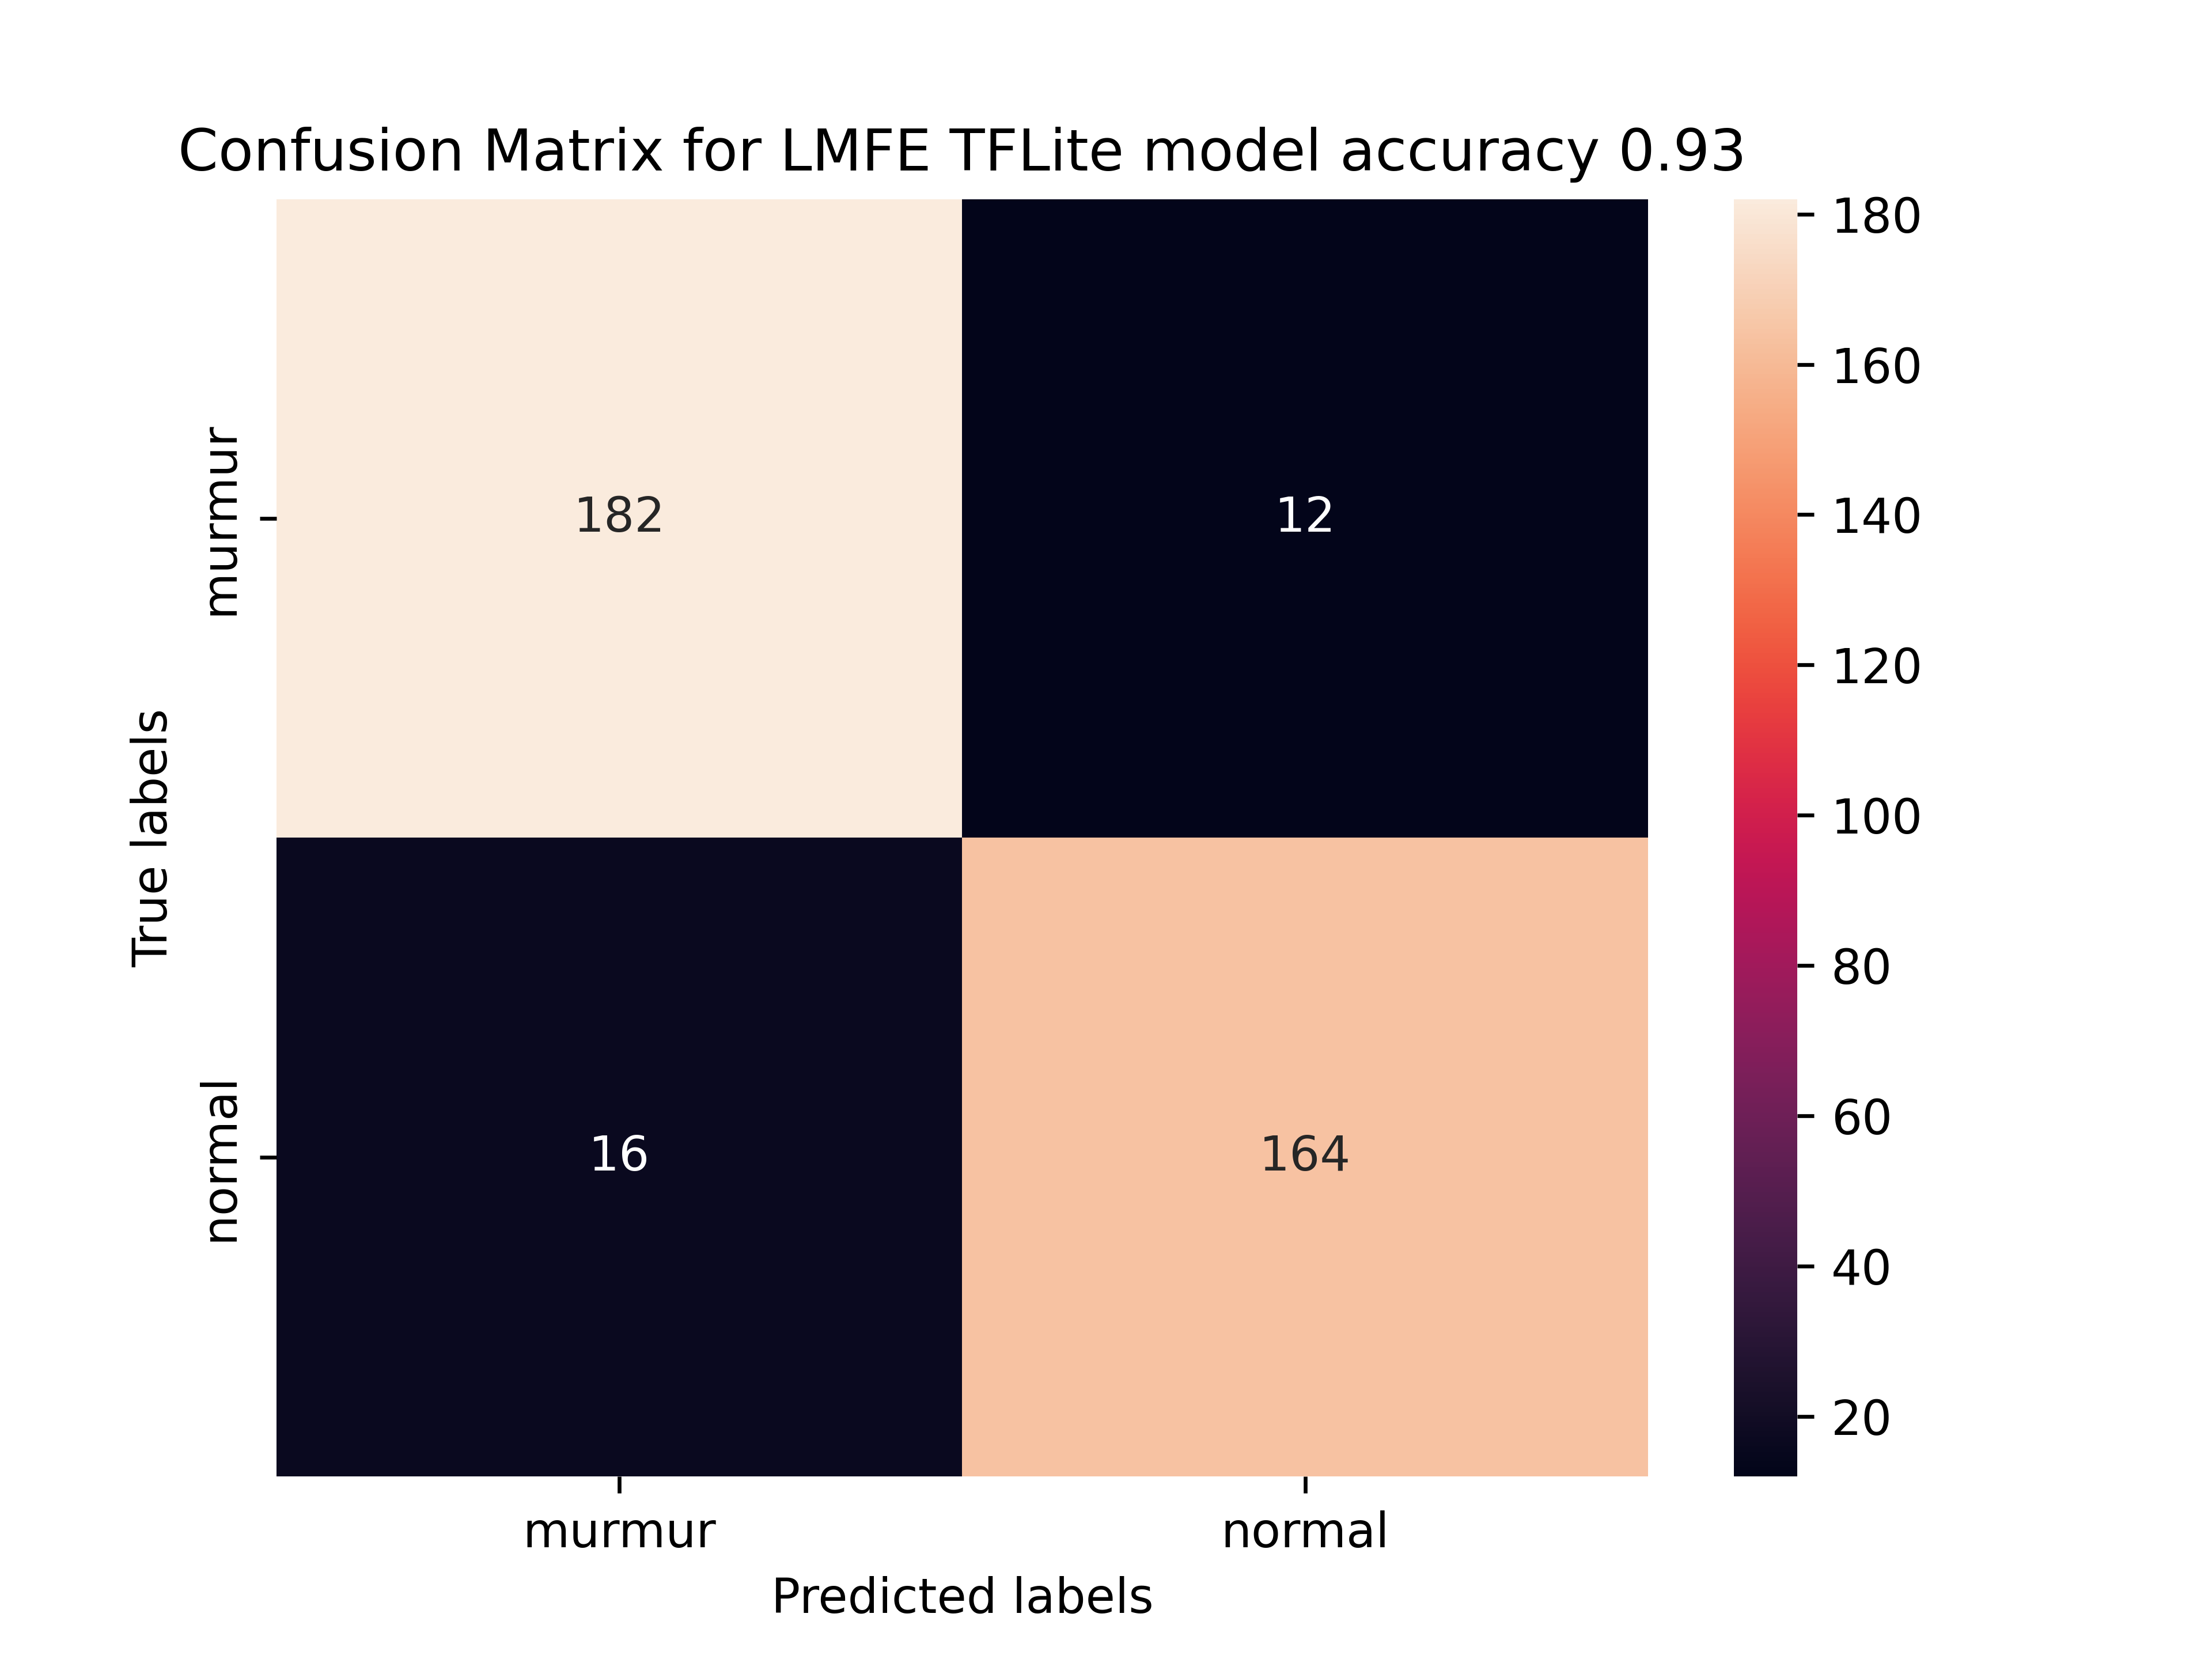 Confusion Matrix for LMFE TFLite model accuracy 0.93
True labels
murmur
normal
182
12
16
164
murmur
normal
Predicted labels
180
160
140
120
100
80
60
40
20